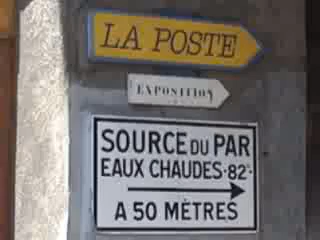 LA POSTE
EXPOSITION
SOURCE DU PAR
EAUX CHAUDES·82°
A 50 MÈTRES